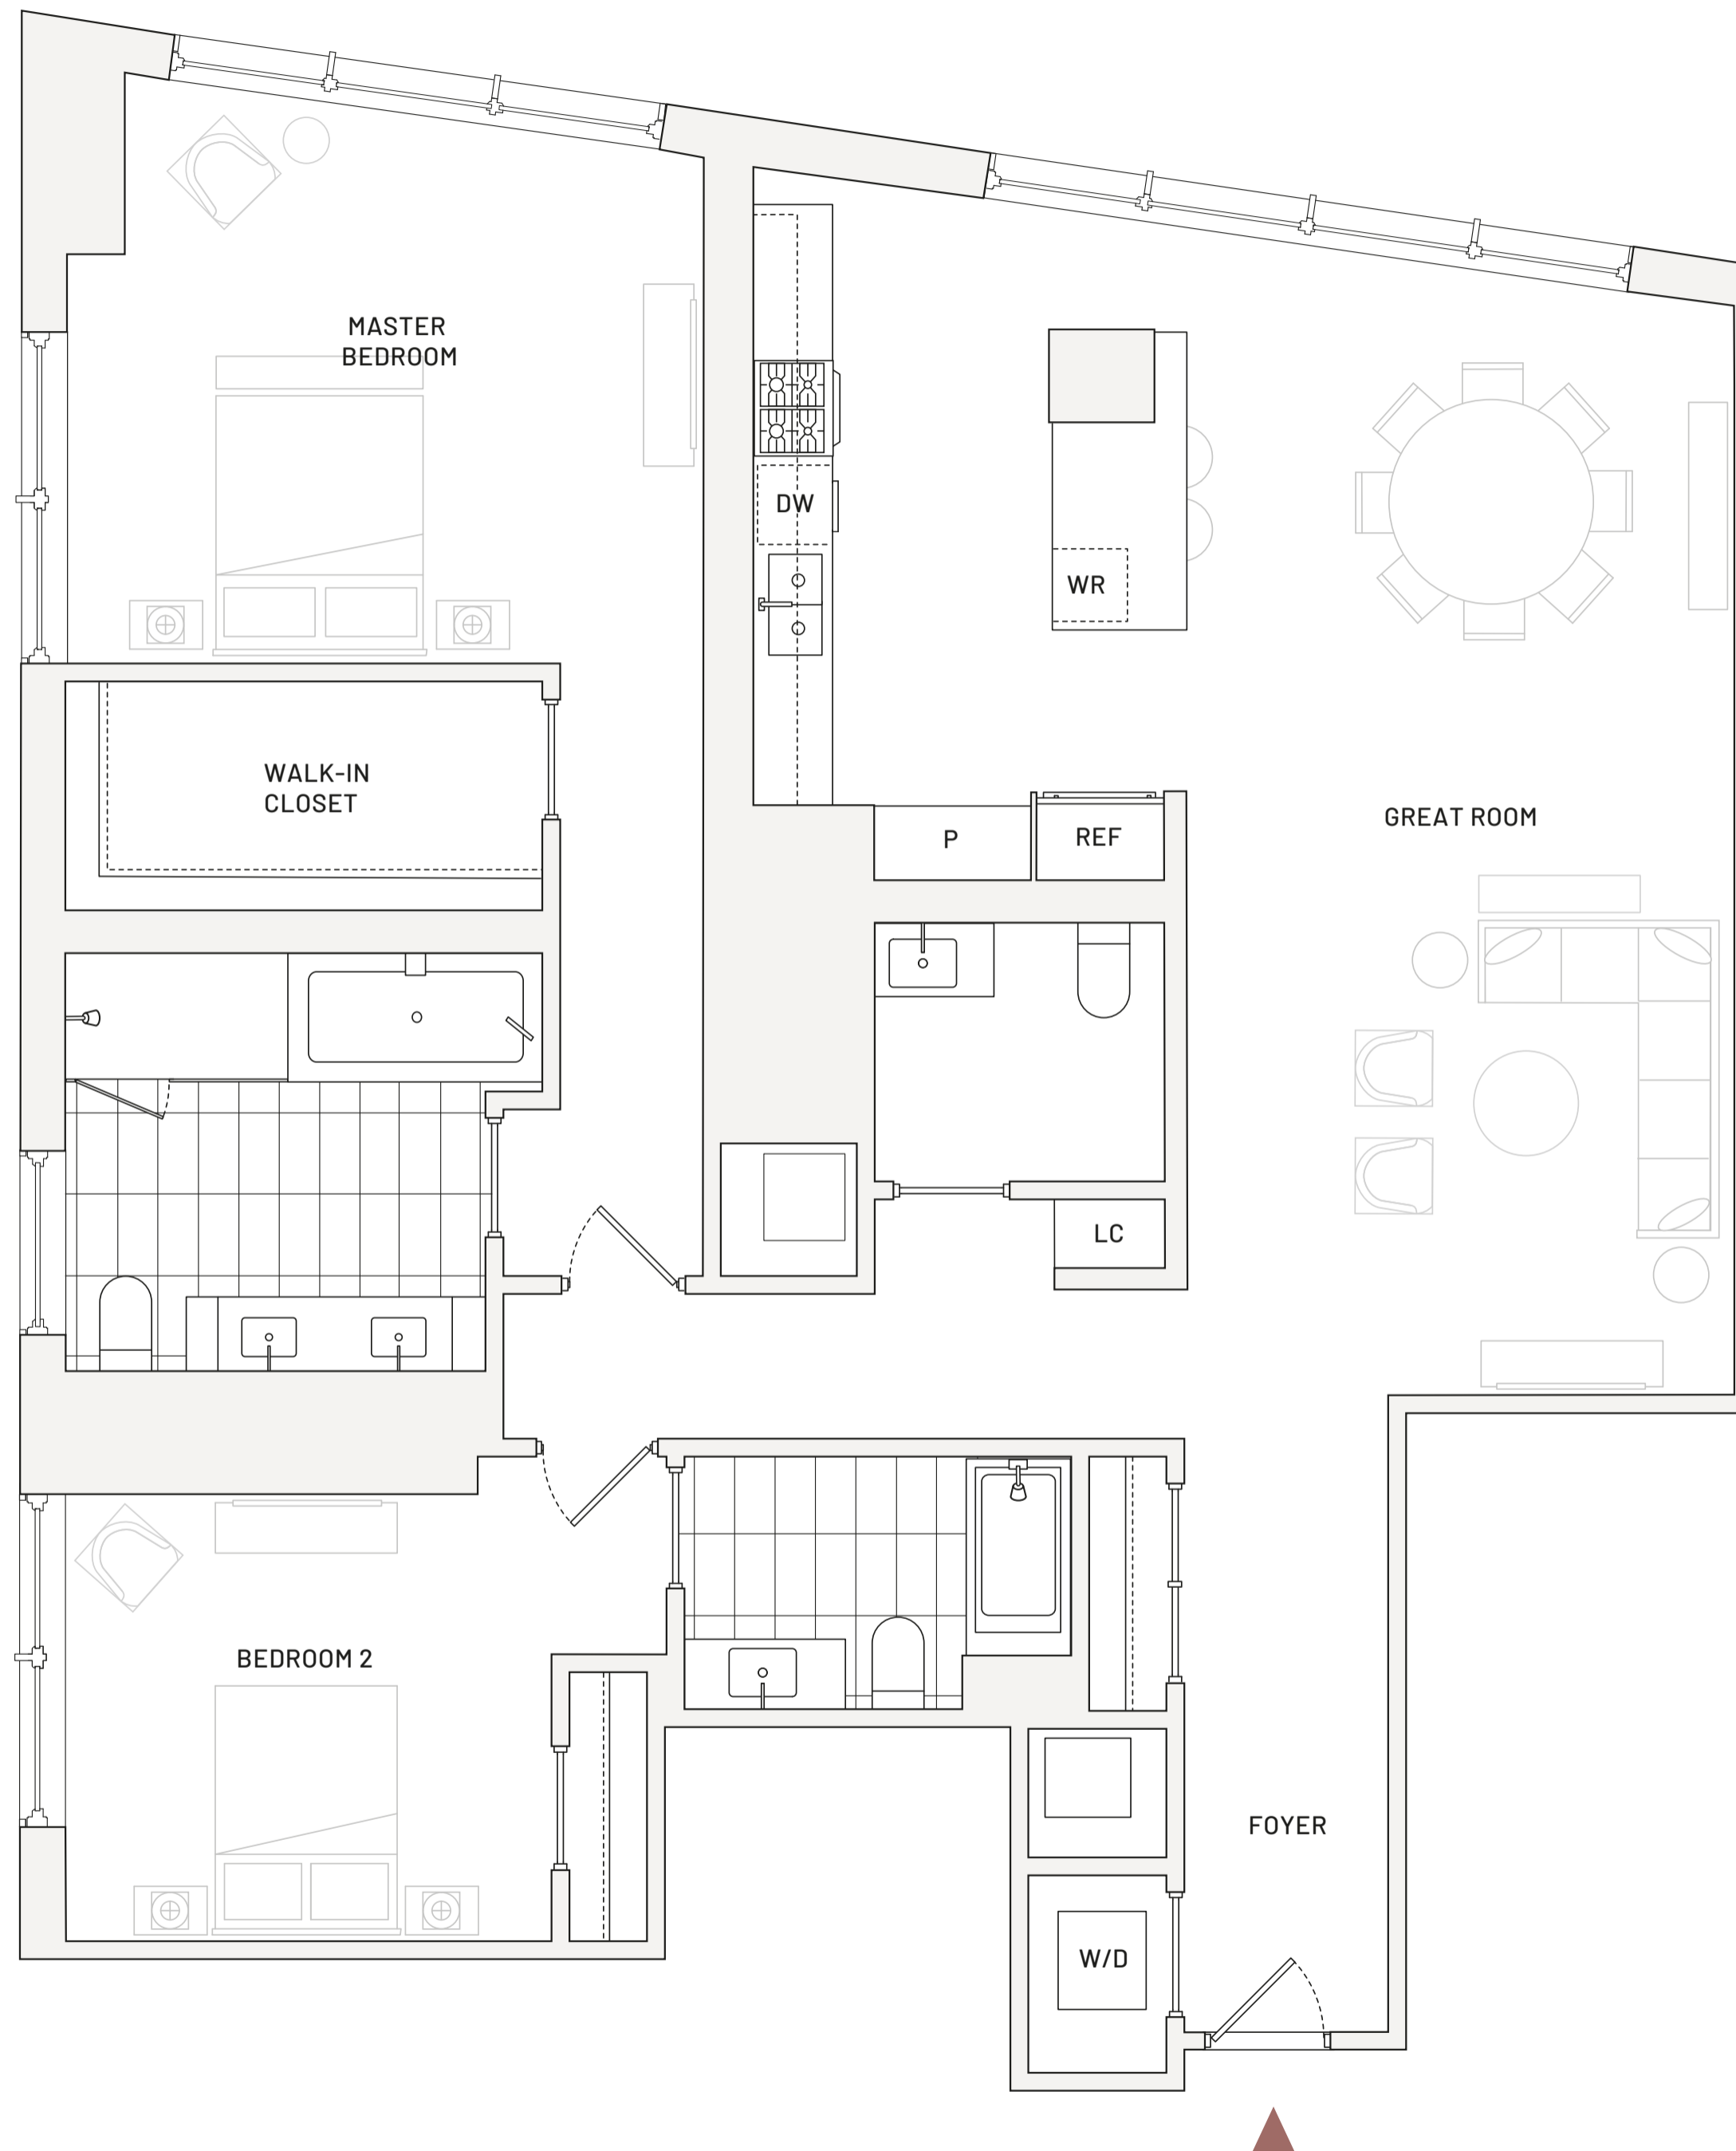 MASTER
BEDROOM
DW
WR
WALK-IN
CLOSET
P
REF
GREAT ROOM
LC
BEDROOM 2
FOYER
W/D